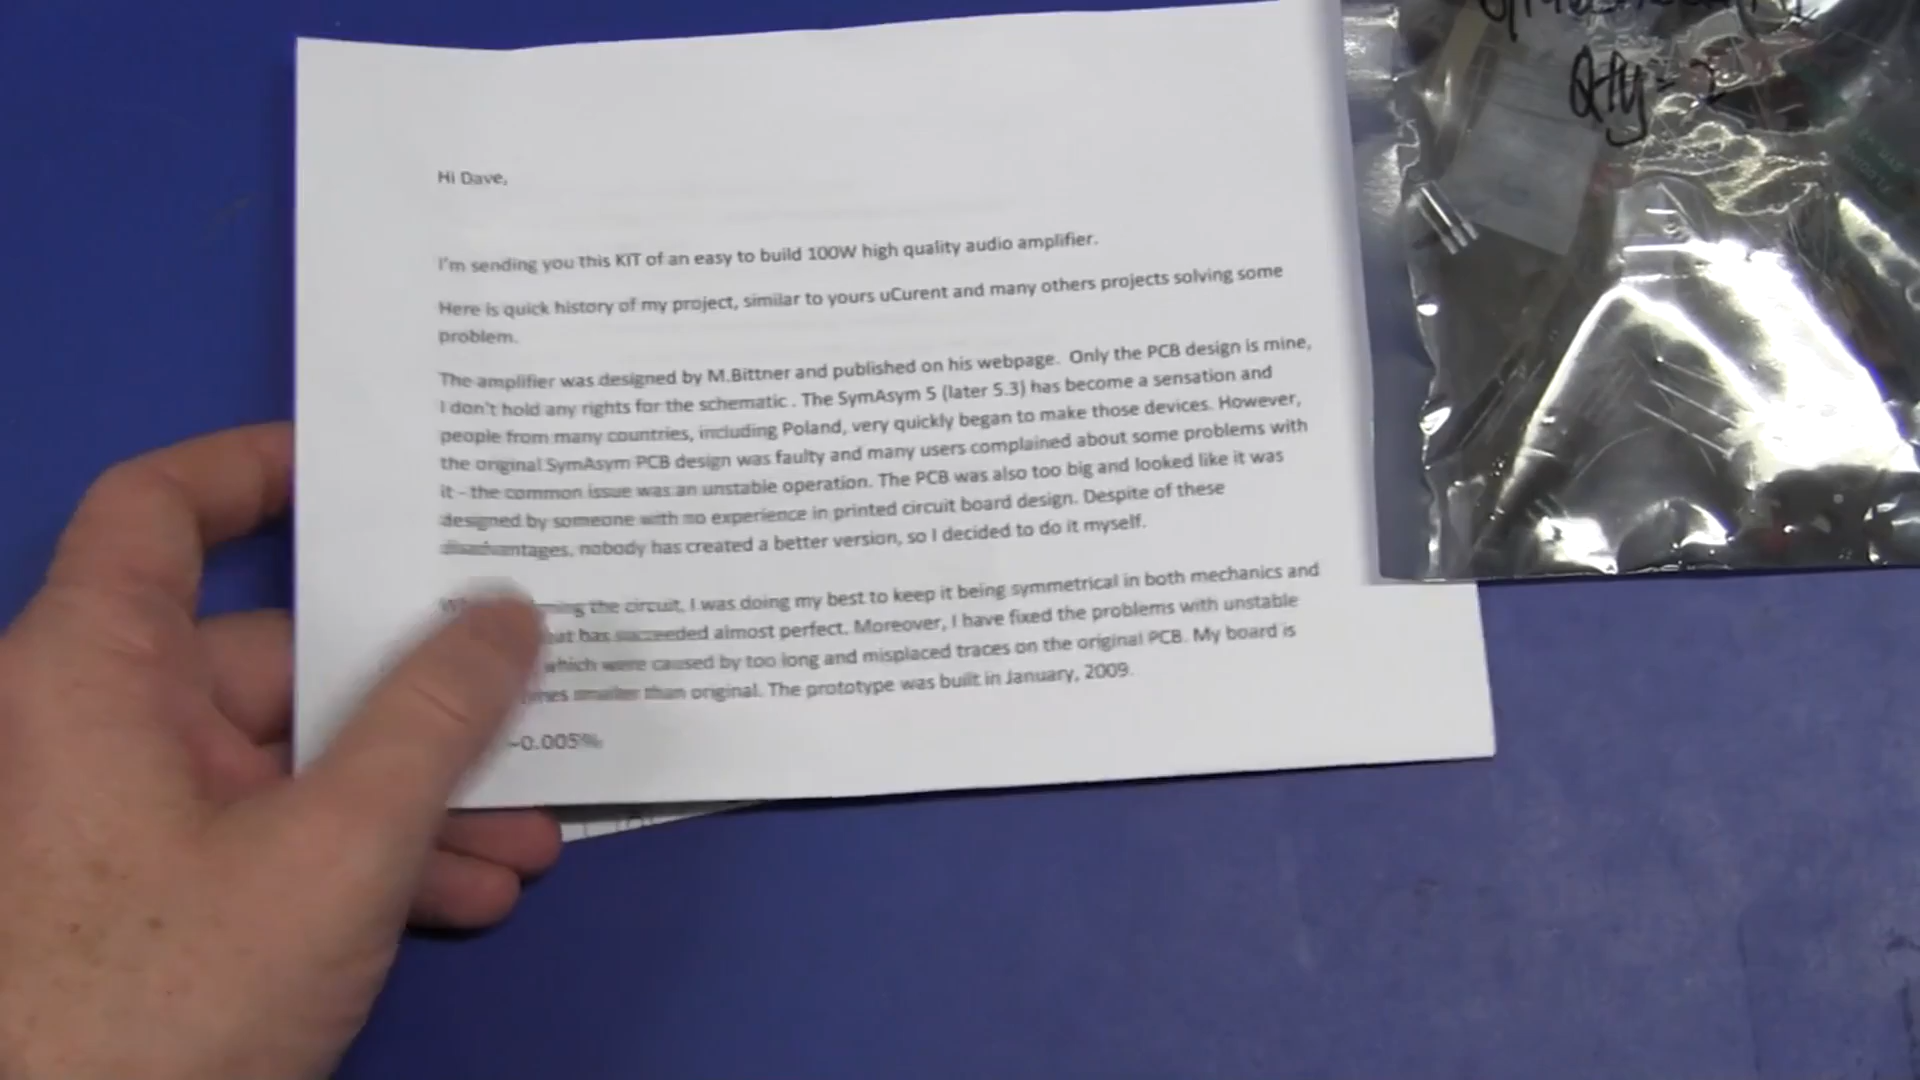 Hi Dave,
I'm sending you this KIT of an easy to build 100W high quality audio amplifier.
Here is quick history of my project, similar to yours uCurent and many others projects solving some
problem.
The amplifier was designed by M.Bittner and published on his webpage. Only the PCB design is mine,
I don't hold any rights for the schematic . The SymAsym 5 (later 5.3) has become a sensation and
people from many countries, including Poland, very quickly began to make those devices. However,
the original SymAsym PCB design was faulty and many users complained about some problems with
it - the common issue was an unstable operation. The PCB was also too big and looked like it was
designed by someone with no experience in printed circuit board design. Despite of these
disadvantages, nobody has created a better version, so I decided to do it myself.
the circuit, I was doing my best to keep it being symmetrical in both mechanics and
has succeeded almost perfect. Moreover, I have fixed the problems with unstable
which were caused by too long and misplaced traces on the original PCB. My board is
smaller than original. The prototype was built in January, 2009.
~0.005%
Qty = 2